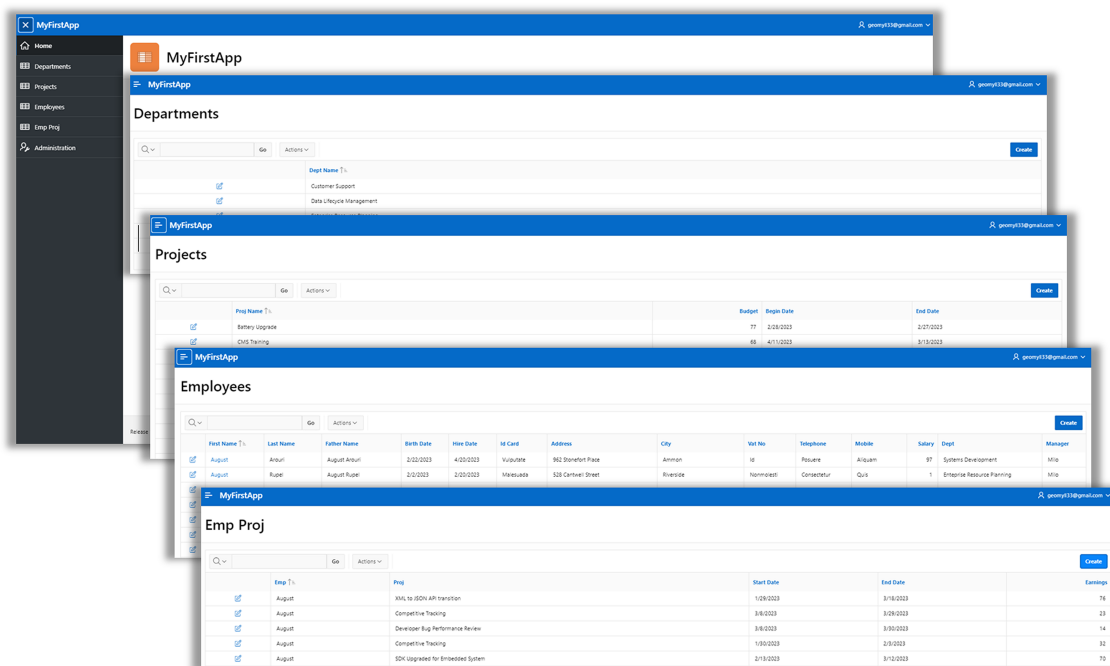 MyFirstApp
geomyli33@gmail.com
Home
MyFirstApp
Departments
Projects
Employees
Emp Proj
Administration
Release
MyFirstApp
geomyli33@gmail.com
Departments
Go Actions Create
Dept Name
Customer Support
Data Lifecycle Management
MyFirstApp
geomyli33@gmail.com
Projects
Go Actions Create
Proj Name Budget Begin Date End Date
Battery Upgrade 77 2/28/2023 2/27/2023
CMS Training 68 4/11/2023 3/13/2023
MyFirstApp
geomyli33@gmail.com
Employees
Go Actions Create
First Name Last Name Father Name Birth Date Hire Date Id Card Address City Vat No Telephone Mobile Salary Dept Manager
August Arouri August Arouri 2/22/2023 4/20/2023 Vulputate 962 Stonefort Place Ammon Id Posuere Aliquam 97 Systems Development Milo
August Rupel August Rupel 2/2/2023 2/20/2023 Malesuada 528 Cantwell Street Riverside Nonmolesti Consectetur Quis 1 Enteprise Resource Planning Milo
MyFirstApp
geomyli33@gmail.com
Emp Proj
Go Actions Create
Emp Proj Start Date End Date Earnings
August XML to JSON API transition 1/29/2023 3/18/2023 76
August Competitive Tracking 3/8/2023 3/29/2023 23
August Developer Bug Performance Review 3/8/2023 3/30/2023 14
August Competitive Tracking 1/30/2023 2/3/2023 32
August SDK Upgraded for Embedded System 2/13/2023 3/12/2023 70